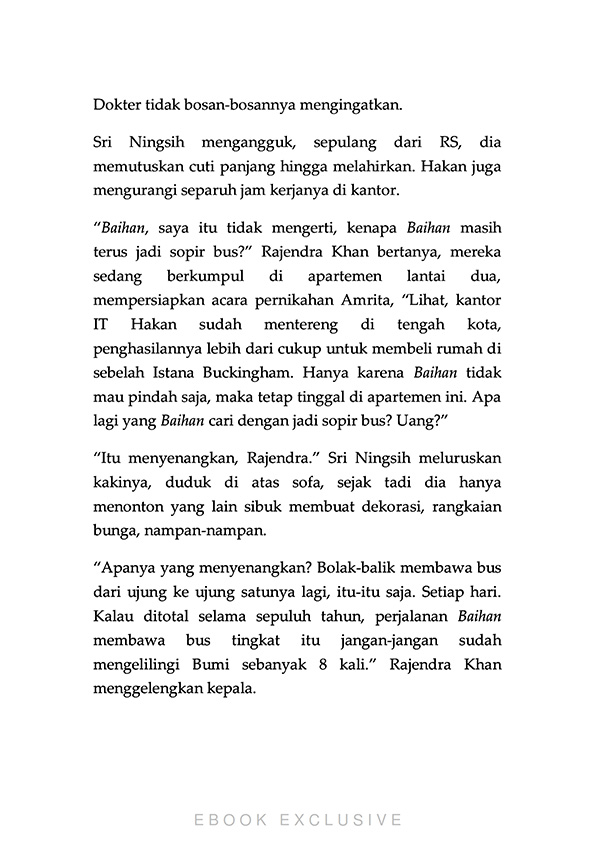 Dokter tidak bosan-bosannya mengingatkan.
Sri Ningsih mengangguk, sepulang dari RS, dia
memutuskan cuti panjang hingga melahirkan. Hakan juga
mengurangi separuh jam kerjanya di kantor.
“Baihan, saya itu tidak mengerti, kenapa Baihan masih
terus jadi sopir bus?” Rajendra Khan bertanya, mereka
sedang berkumpul di apartemen lantai dua,
mempersiapkan acara pernikahan Amrita, “Lihat, kantor
IT Hakan sudah mentereng di tengah kota,
penghasilannya lebih dari cukup untuk membeli rumah di
sebelah Istana Buckingham. Hanya karena Baihan tidak
mau pindah saja, maka tetap tinggal di apartemen ini. Apa
lagi yang Baihan cari dengan jadi sopir bus? Uang?”
“Itu menyenangkan, Rajendra.” Sri Ningsih meluruskan
kakinya, duduk di atas sofa, sejak tadi dia hanya
menonton yang lain sibuk membuat dekorasi, rangkaian
bunga, nampan-nampan.
“Apanya yang menyenangkan? Bolak-balik membawa bus
dari ujung ke ujung satunya lagi, itu-itu saja. Setiap hari.
Kalau ditotal selama sepuluh tahun, perjalanan Baihan
membawa bus tingkat itu jangan-jangan sudah
mengelilingi Bumi sebanyak 8 kali.” Rajendra Khan
menggelengkan kepala.
EBOOK EXCLUSIVE